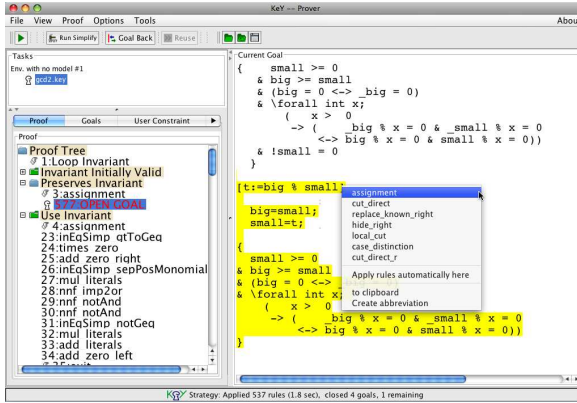 KeY -- Prover
File View Proof Options Tools Abou
Run Simplify Goal Back Reuse
Tasks
Env. with no model #1
gcd2.key
Proof Goals User Constraint
Proof
Proof Tree
1:Loop Invariant
Invariant Initially Valid
Preserves Invariant
3:assignment
577:OPEN GOAL
Use Invariant
4:assignment
23:inEqSimp_gtToGeq
24:times_zero
25:add_zero_right
26:inEqSimp_sepPosMonomial
27:mul_literals
28:nnf_imp2or
29:nnf_notAnd
30:nnf_notAnd
31:inEqSimp_notGeq
32:mul_literals
33:add_literals
34:add_zero_left
Current Goal
{ small >= 0
& big >= small
& (big = 0 <-> _big = 0)
& \forall int x;
( x > 0
-> ( _big % x = 0 & _small % x = 0
<-> big % x = 0 & small % x = 0))
& !small = 0
}
[t:=big % small;
big=small;
small=t;
{
small >= 0
& big >= small
& (big = 0 <->
& \forall int x;
( x > 0
-> ( _big % x = 0 & _small % x = 0
<-> big % x = 0 & small % x = 0))
}
assignment
cut_direct
replace_known_right
hide_right
local_cut
case_distinction
cut_direct_r
Apply rules automatically here
to clipboard
Create abbreviation
KeY Strategy: Applied 537 rules (1.8 sec), closed 4 goals, 1 remaining